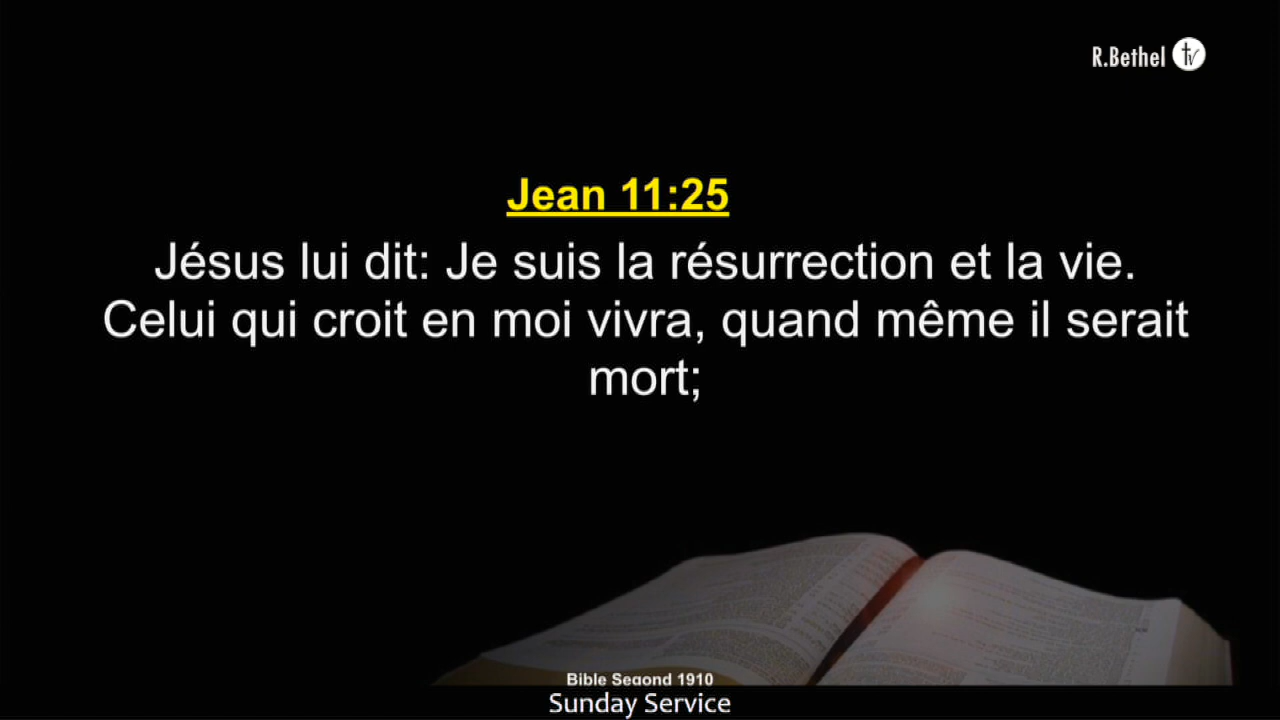 R.Bethel tv
Jean 11:25
Jésus lui dit: Je suis la résurrection et la vie.
Celui qui croit en moi vivra, quand même il serait
mort;
Bible Segond 1910
Sunday Service